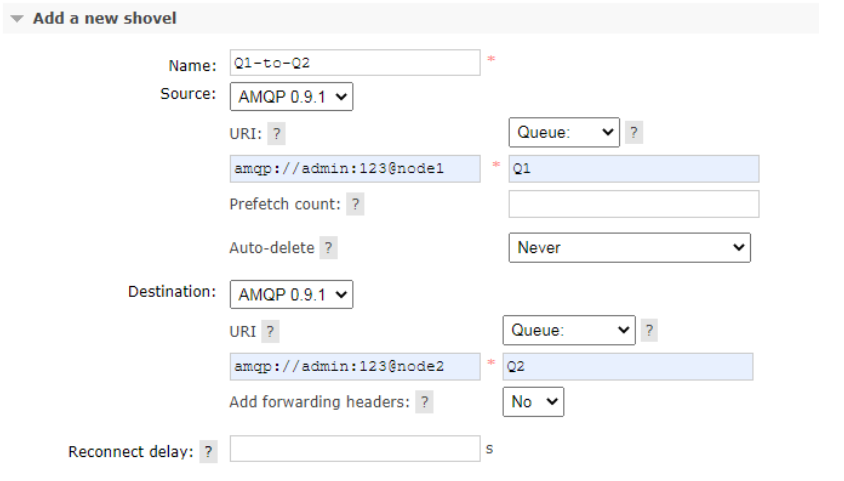 Add a new shovel
Name: Q1-to-Q2 *
Source: AMQP 0.9.1
URI: ? Queue: ?
amqp://admin:123@node1 * Q1
Prefetch count: ?
Auto-delete ? Never
Destination: AMQP 0.9.1
URI ? Queue: ?
amqp://admin:123@node2 * Q2
Add forwarding headers: ? No
Reconnect delay: ? s